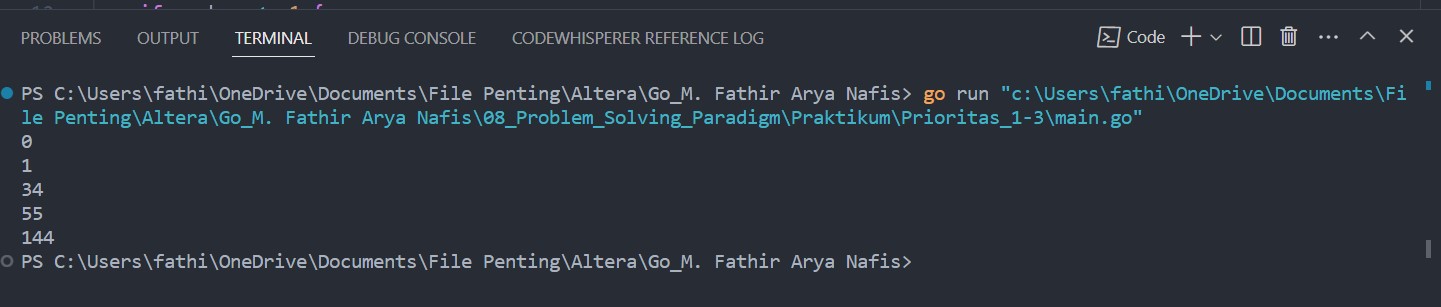 PROBLEMS OUTPUT TERMINAL DEBUG CONSOLE CODEWHISPERER REFERENCE LOG Code
PS C:\Users\fathi\OneDrive\Documents\File Penting\Altera\Go_M. Fathir Arya Nafis> go run "c:\Users\fathi\OneDrive\Documents\Fi
le Penting\Altera\Go_M. Fathir Arya Nafis\08_Problem_Solving_Paradigm\Praktikum\Prioritas_1-3\main.go"
0
1
34
55
144
PS C:\Users\fathi\OneDrive\Documents\File Penting\Altera\Go_M. Fathir Arya Nafis>